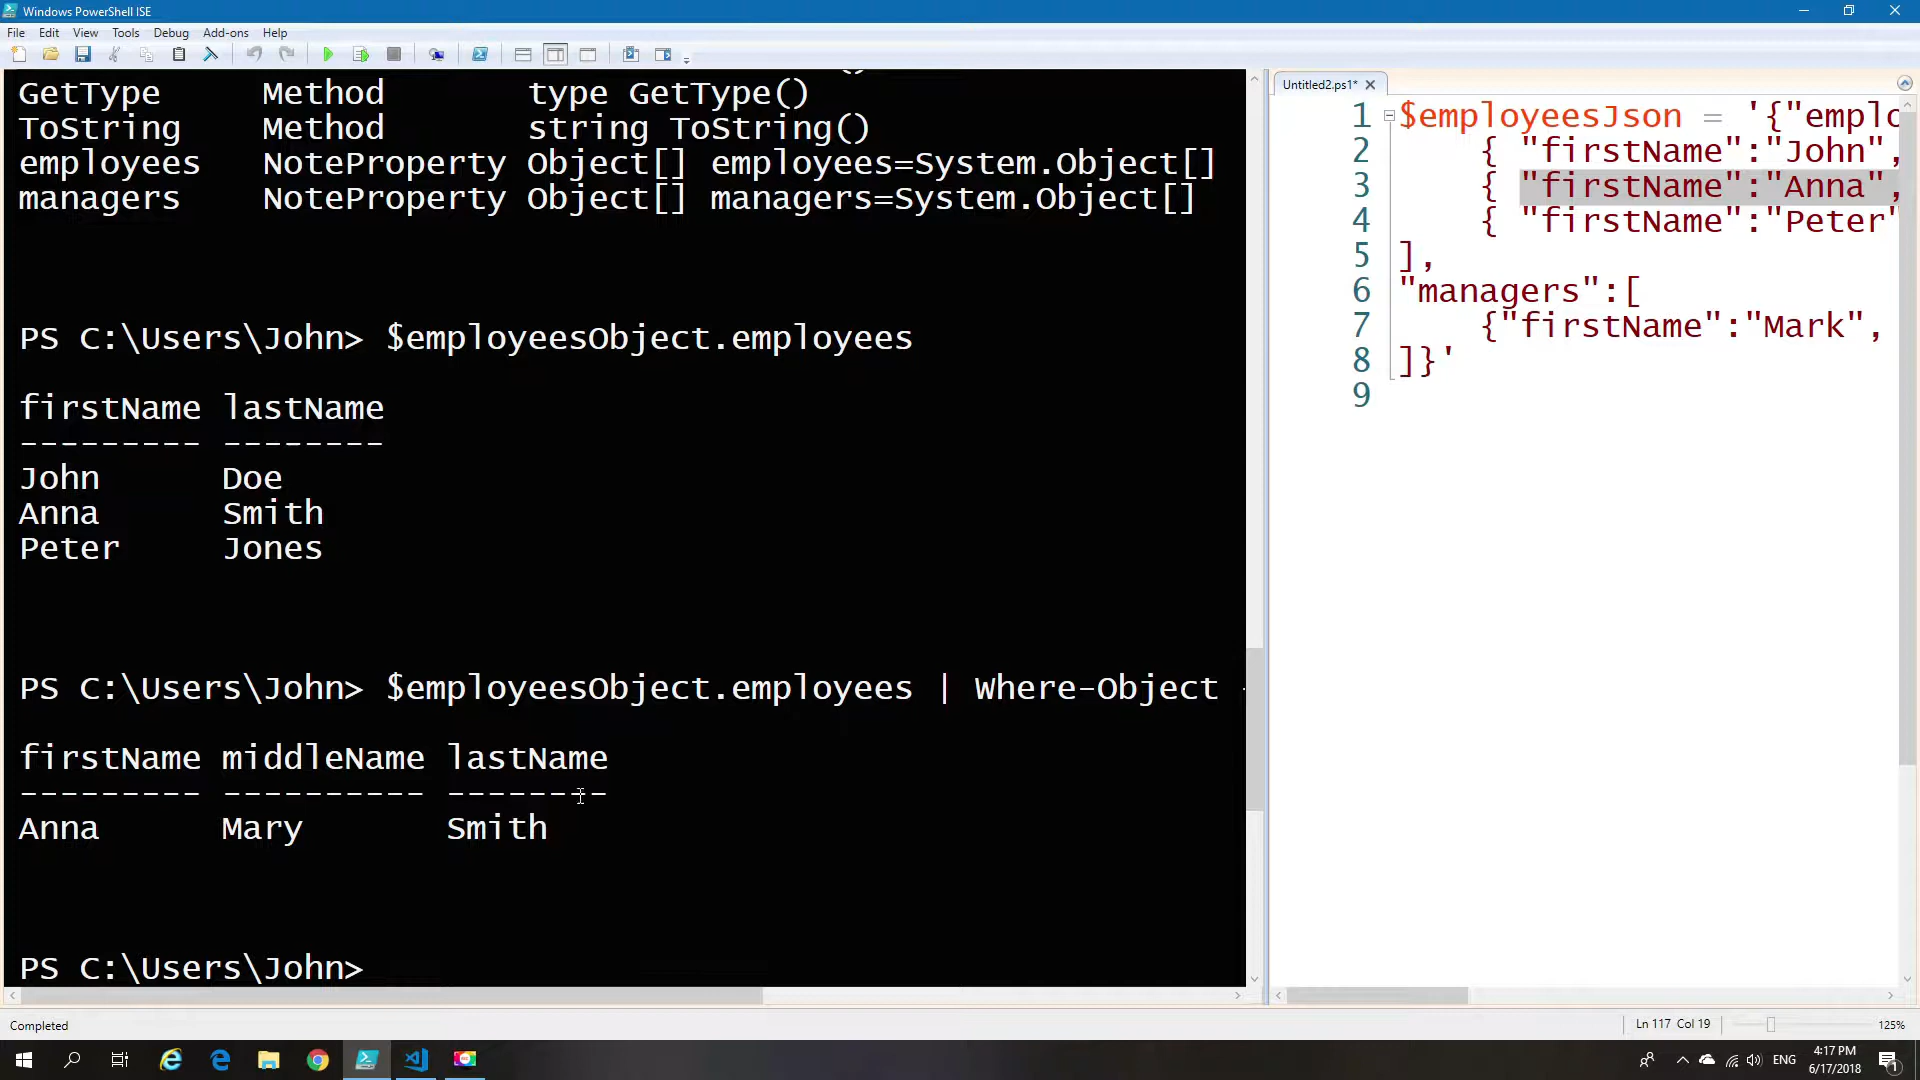 Windows PowerShell ISE
File Edit View Tools Debug Add-ons Help
GetType Method type GetType()
ToString Method string ToString()
employees NoteProperty Object[] employees=System.Object[]
managers NoteProperty Object[] managers=System.Object[]
PS C:\Users\John> $employeesObject.employees
firstName lastName
--------- --------
John Doe
Anna Smith
Peter Jones
PS C:\Users\John> $employeesObject.employees | Where-Object
firstName middleName lastName
--------- ---------- --------
Anna Mary Smith
PS C:\Users\John>
Untitled2.ps1* X
1 $employeesJson = '{"emplo
2 { "firstName":"John",
3 { "firstName":"Anna",
4 { "firstName":"Peter"
5 ],
6 "managers":[
7 {"firstName":"Mark",
8 ]}'
9
Completed
Ln 117 Col 19
125%
ENG
4:17 PM
6/17/2018
1